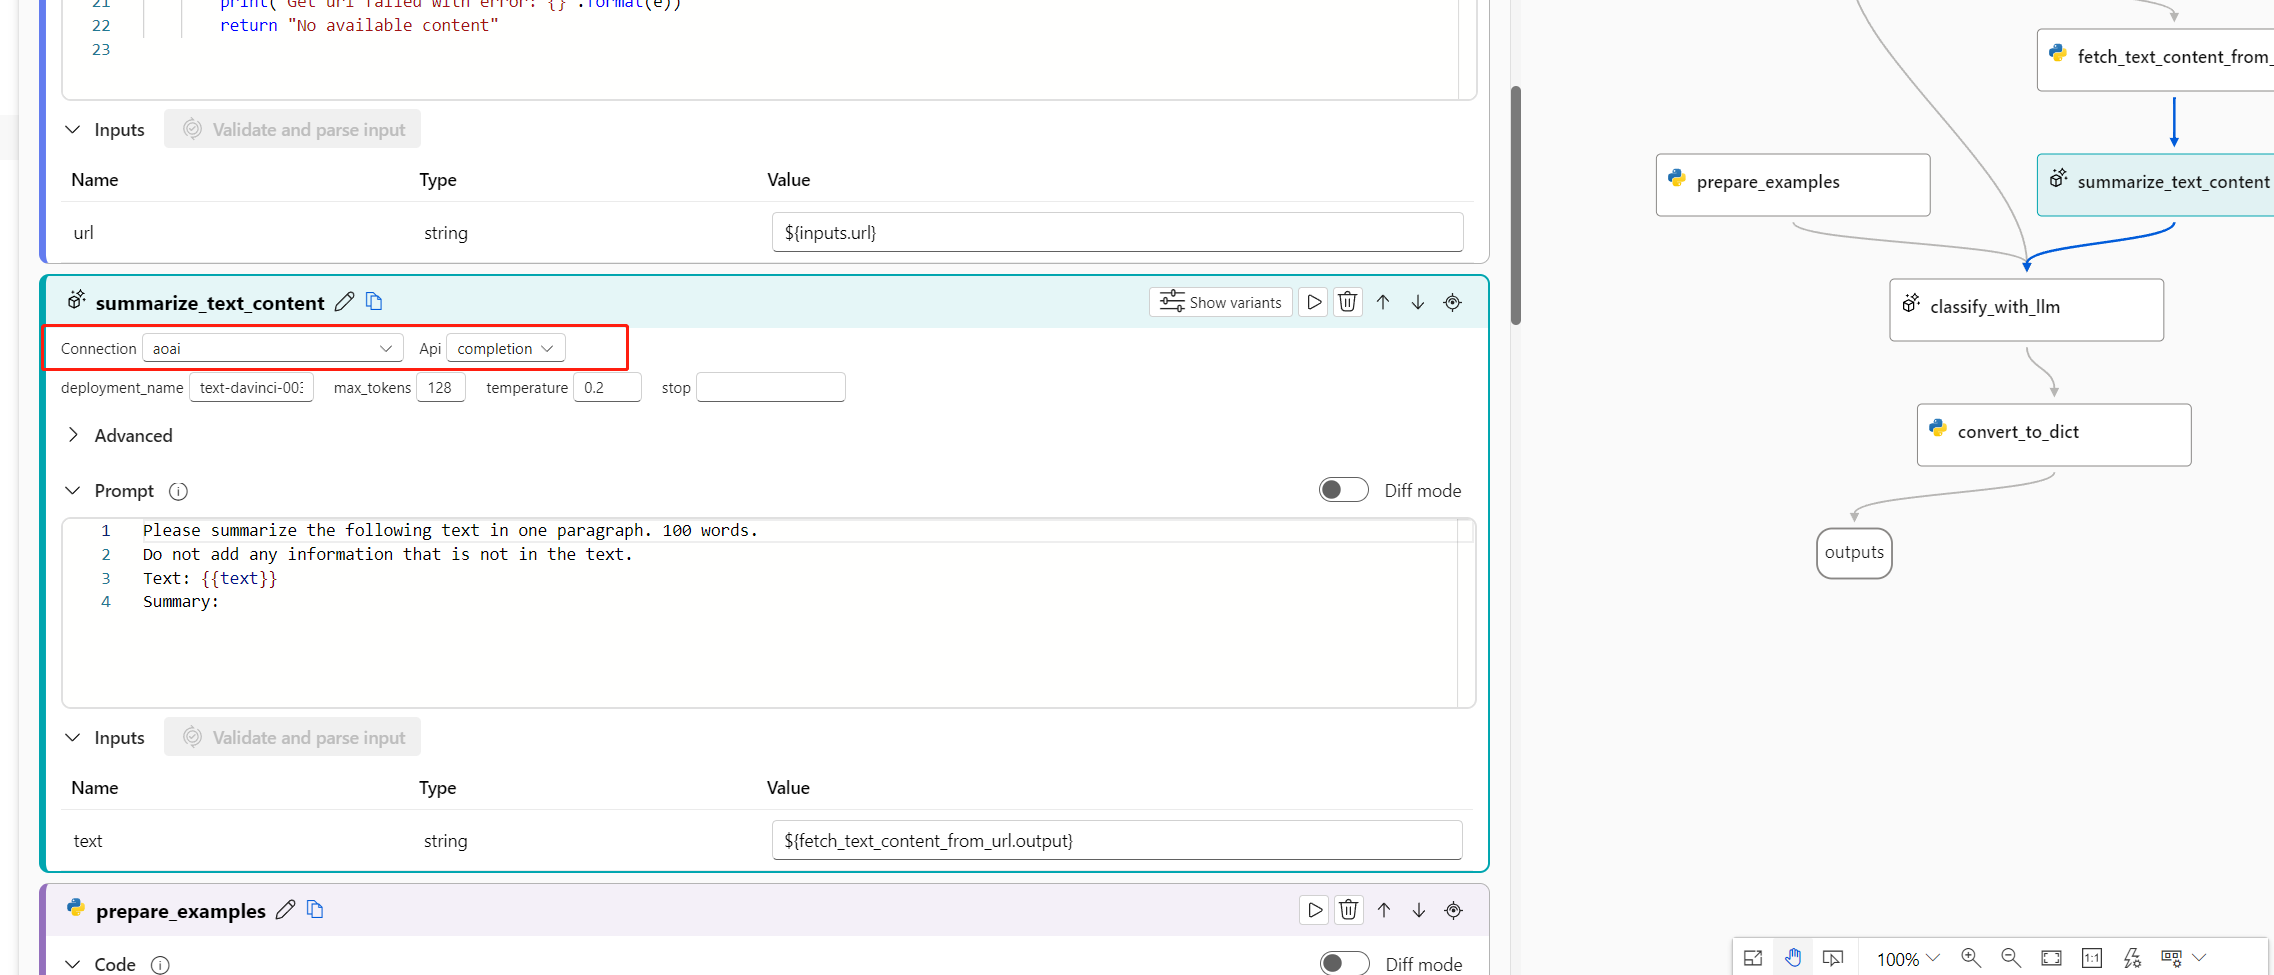 21 print("Get url failed with error: {}".format(e))
22 return "No available content"
23
Inputs Validate and parse input
Name Type Value
url string ${inputs.url}
summarize_text_content Show variants
Connection aoai Api completion
deployment_name text-davinci-003 max_tokens 128 temperature 0.2 stop
Advanced
Prompt Diff mode
1 Please summarize the following text in one paragraph. 100 words.
2 Do not add any information that is not in the text.
3 Text: {{text}}
4 Summary:
Inputs Validate and parse input
Name Type Value
text string ${fetch_text_content_from_url.output}
prepare_examples
Code Diff mode
fetch_text_content_from_
prepare_examples
summarize_text_content
classify_with_llm
convert_to_dict
outputs
100% 1:1